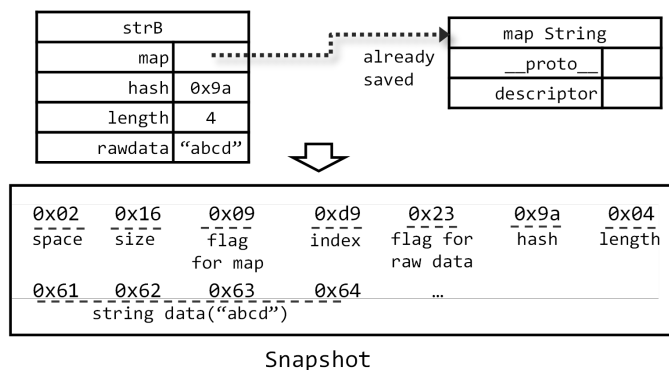 strB
map
hash 0x9a
length 4
rawdata “abcd”
already
saved
map String
__proto__
descriptor
0x02 0x16 0x09 0xd9 0x23 0x9a 0x04
space size flag for map index flag for raw data hash length
0x61 0x62 0x63 0x64 …
string data(“abcd”)
Snapshot